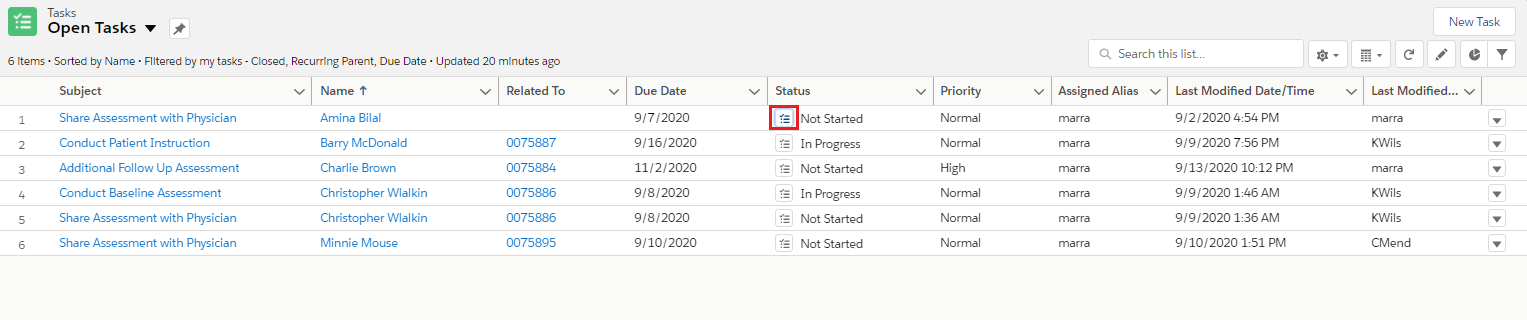 Tasks
Open Tasks
New Task
6 items • Sorted by Name • Filtered by my tasks - Closed, Recurring Parent, Due Date • Updated 20 minutes ago
Search this list...
Subject Name ↑ Related To Due Date Status Priority Assigned Alias Last Modified Date/Time Last Modified...
1 Share Assessment with Physician Amina Bilal 9/7/2020 Not Started Normal marra 9/2/2020 4:54 PM marra
2 Conduct Patient Instruction Barry McDonald 0075887 9/16/2020 In Progress Normal marra 9/9/2020 7:56 PM KWils
3 Additional Follow Up Assessment Charlie Brown 0075884 11/2/2020 Not Started High marra 9/13/2020 10:12 PM marra
4 Conduct Baseline Assessment Christopher Wlalkin 0075886 9/8/2020 In Progress Normal marra 9/9/2020 1:46 AM KWils
5 Share Assessment with Physician Christopher Wlalkin 0075886 9/8/2020 Not Started Normal marra 9/9/2020 1:36 AM KWils
6 Share Assessment with Physician Minnie Mouse 0075895 9/10/2020 Not Started Normal marra 9/10/2020 1:51 PM CMend